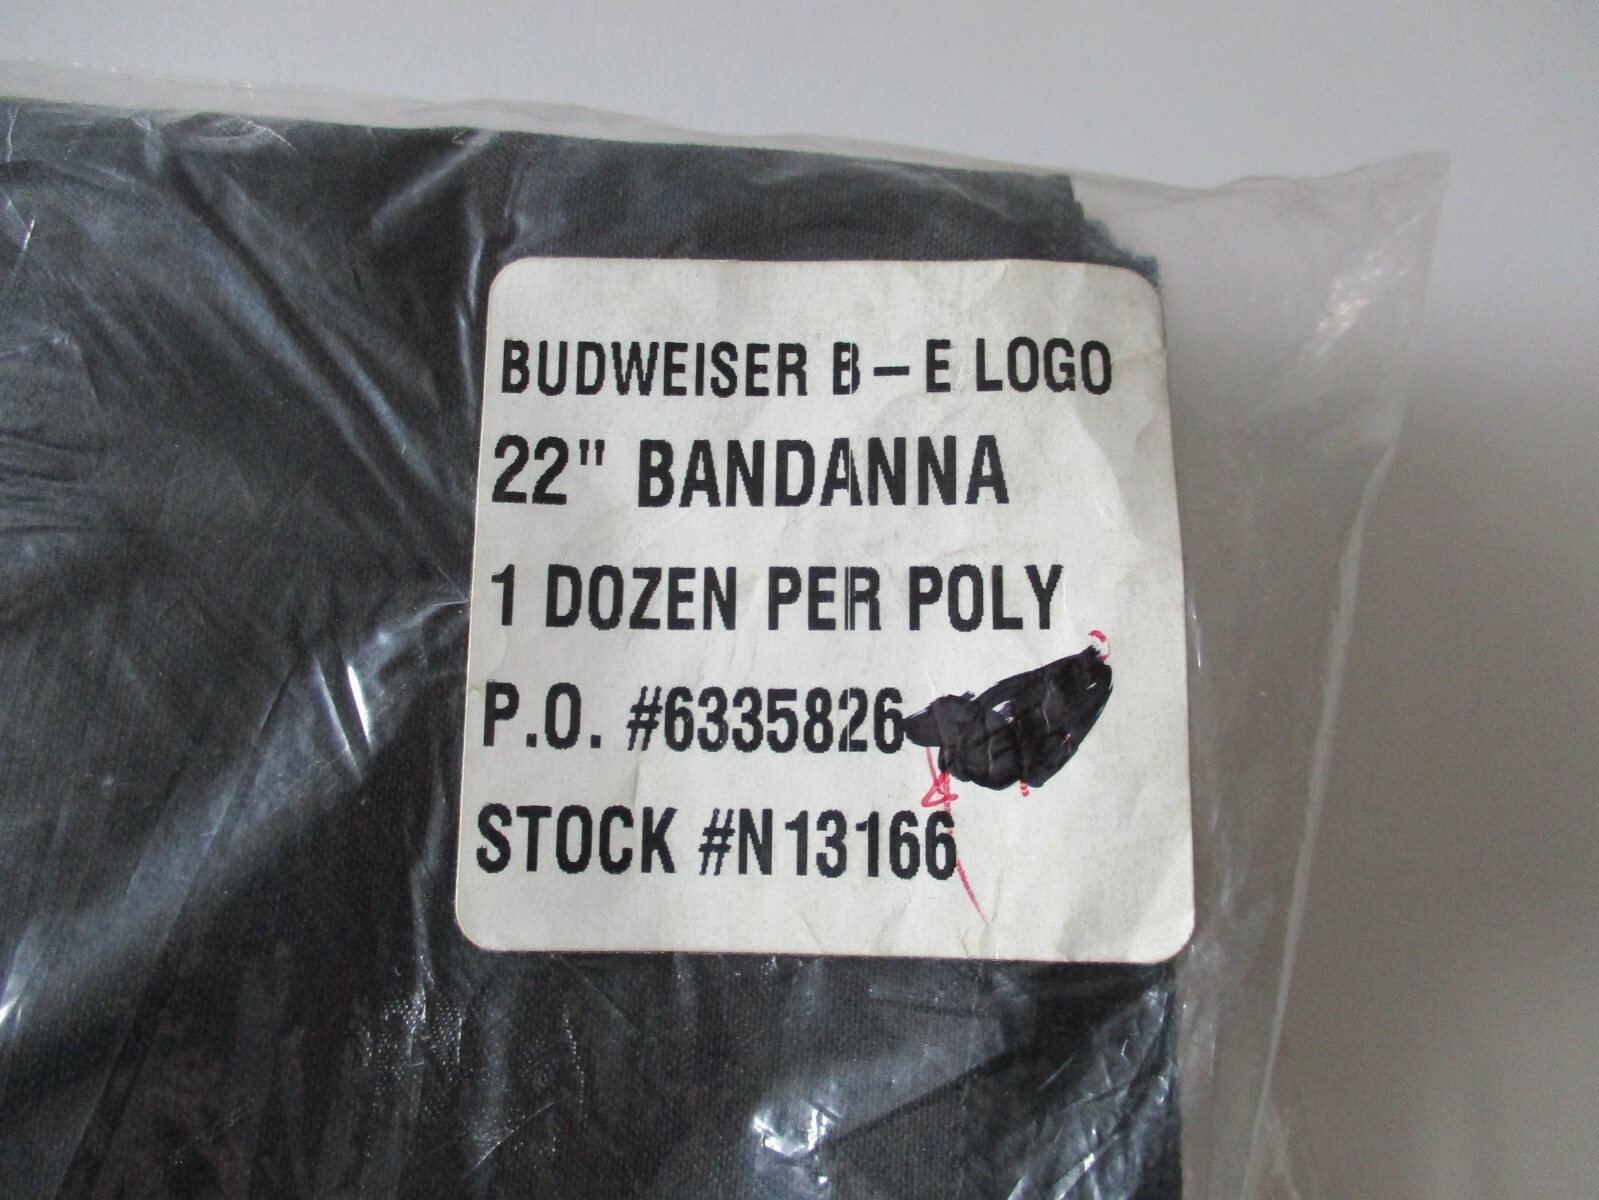 BUDWEISER B – E LOGO
22" BANDANNA
1 DOZEN PER POLY
P.O. #6335826
STOCK #N13166